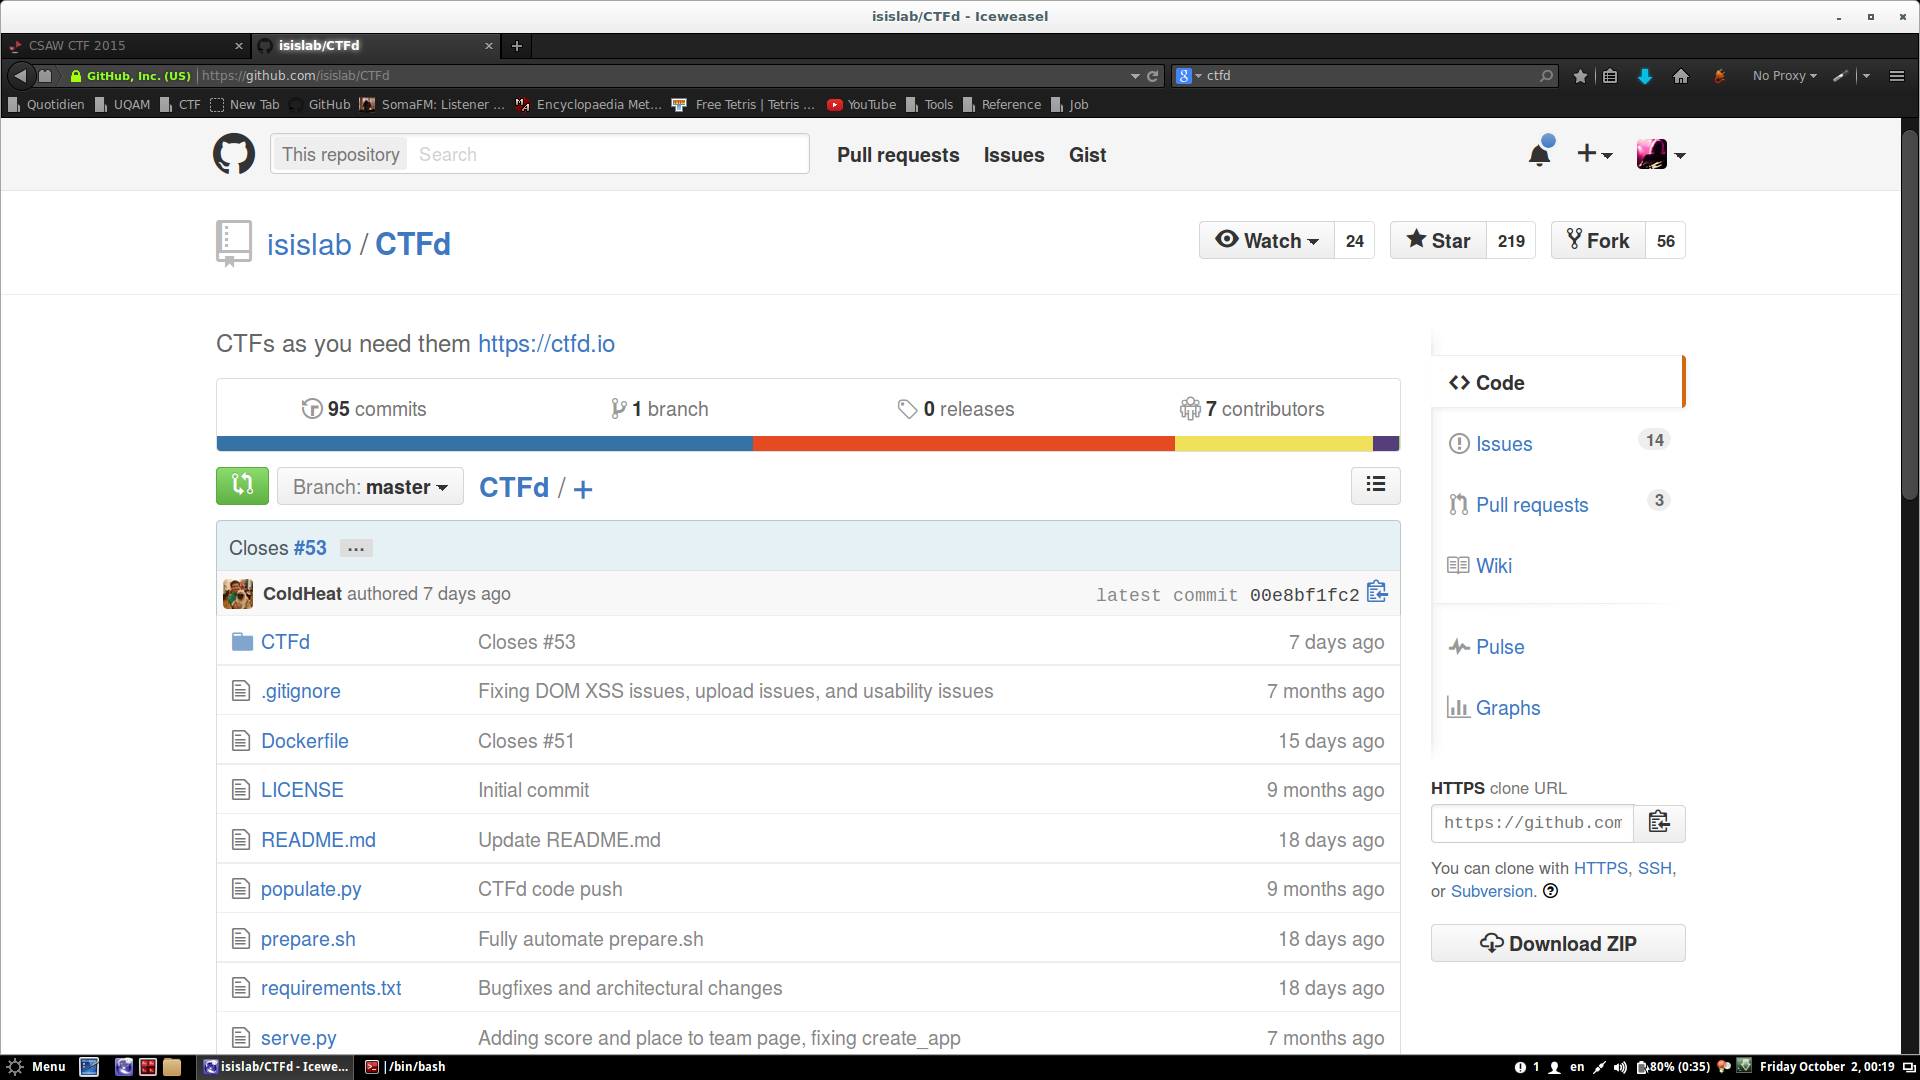 isislab/CTFd - Iceweasel
CSAW CTF 2015
isislab/CTFd
GitHub, Inc. (US) https://github.com/isislab/CTFd
ctfd
No Proxy
Quotidien UQAM CTF New Tab GitHub SomaFM: Listener ... Encyclopaedia Met... Free Tetris | Tetris ... YouTube Tools Reference Job
This repository Search
Pull requests Issues Gist
isislab / CTFd
Watch 24 Star 219 Fork 56
CTFs as you need them https://ctfd.io
95 commits 1 branch 0 releases 7 contributors
Branch: master CTFd / +
Closes #53 ...
ColdHeat authored 7 days ago latest commit 00e8bf1fc2
CTFd Closes #53 7 days ago
.gitignore Fixing DOM XSS issues, upload issues, and usability issues 7 months ago
Dockerfile Closes #51 15 days ago
LICENSE Initial commit 9 months ago
README.md Update README.md 18 days ago
populate.py CTFd code push 9 months ago
prepare.sh Fully automate prepare.sh 18 days ago
requirements.txt Bugfixes and architectural changes 18 days ago
serve.py Adding score and place to team page, fixing create_app 7 months ago
Code
Issues 14
Pull requests 3
Wiki
Pulse
Graphs
HTTPS clone URL
https://github.com
You can clone with HTTPS, SSH,
or Subversion.
Download ZIP
Menu isislab/CTFd - Icewe... |/bin/bash 1 en 80% (0:35) Friday October 2, 00:19